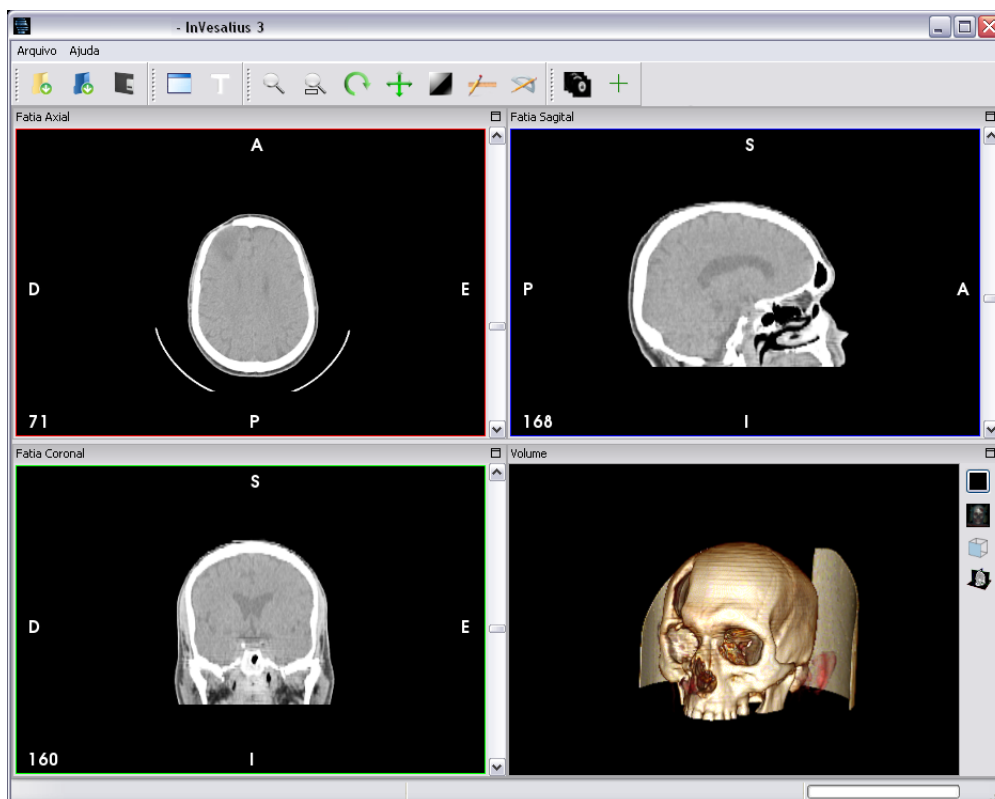 - InVesalius 3
Arquivo Ajuda
T
Fatia Axial
A
D
E
71
P
Fatia Sagital
S
P
A
168
I
Fatia Coronal
S
D
E
160
I
Volume